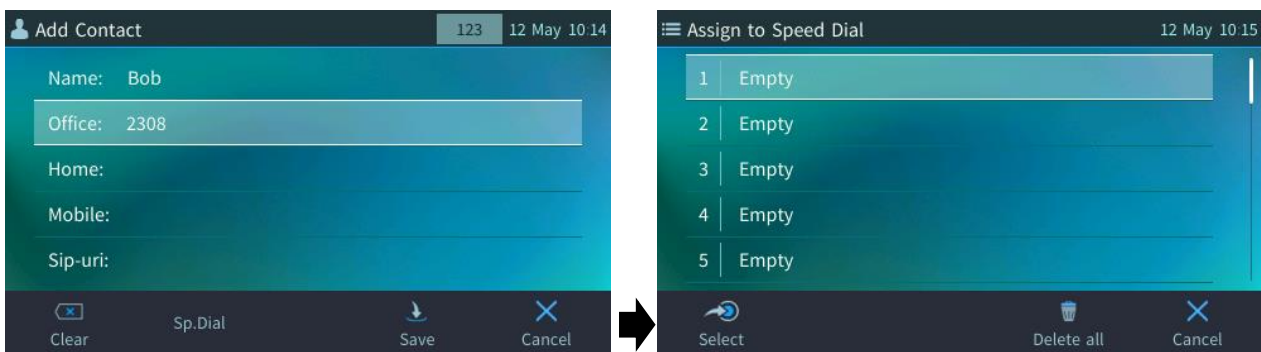 Add Contact 123 12 May 10:14
Name: Bob
Office: 2308
Home:
Mobile:
Sip-uri:
Clear Sp.Dial Save Cancel
Assign to Speed Dial 12 May 10:15
1 Empty
2 Empty
3 Empty
4 Empty
5 Empty
Select Delete all Cancel